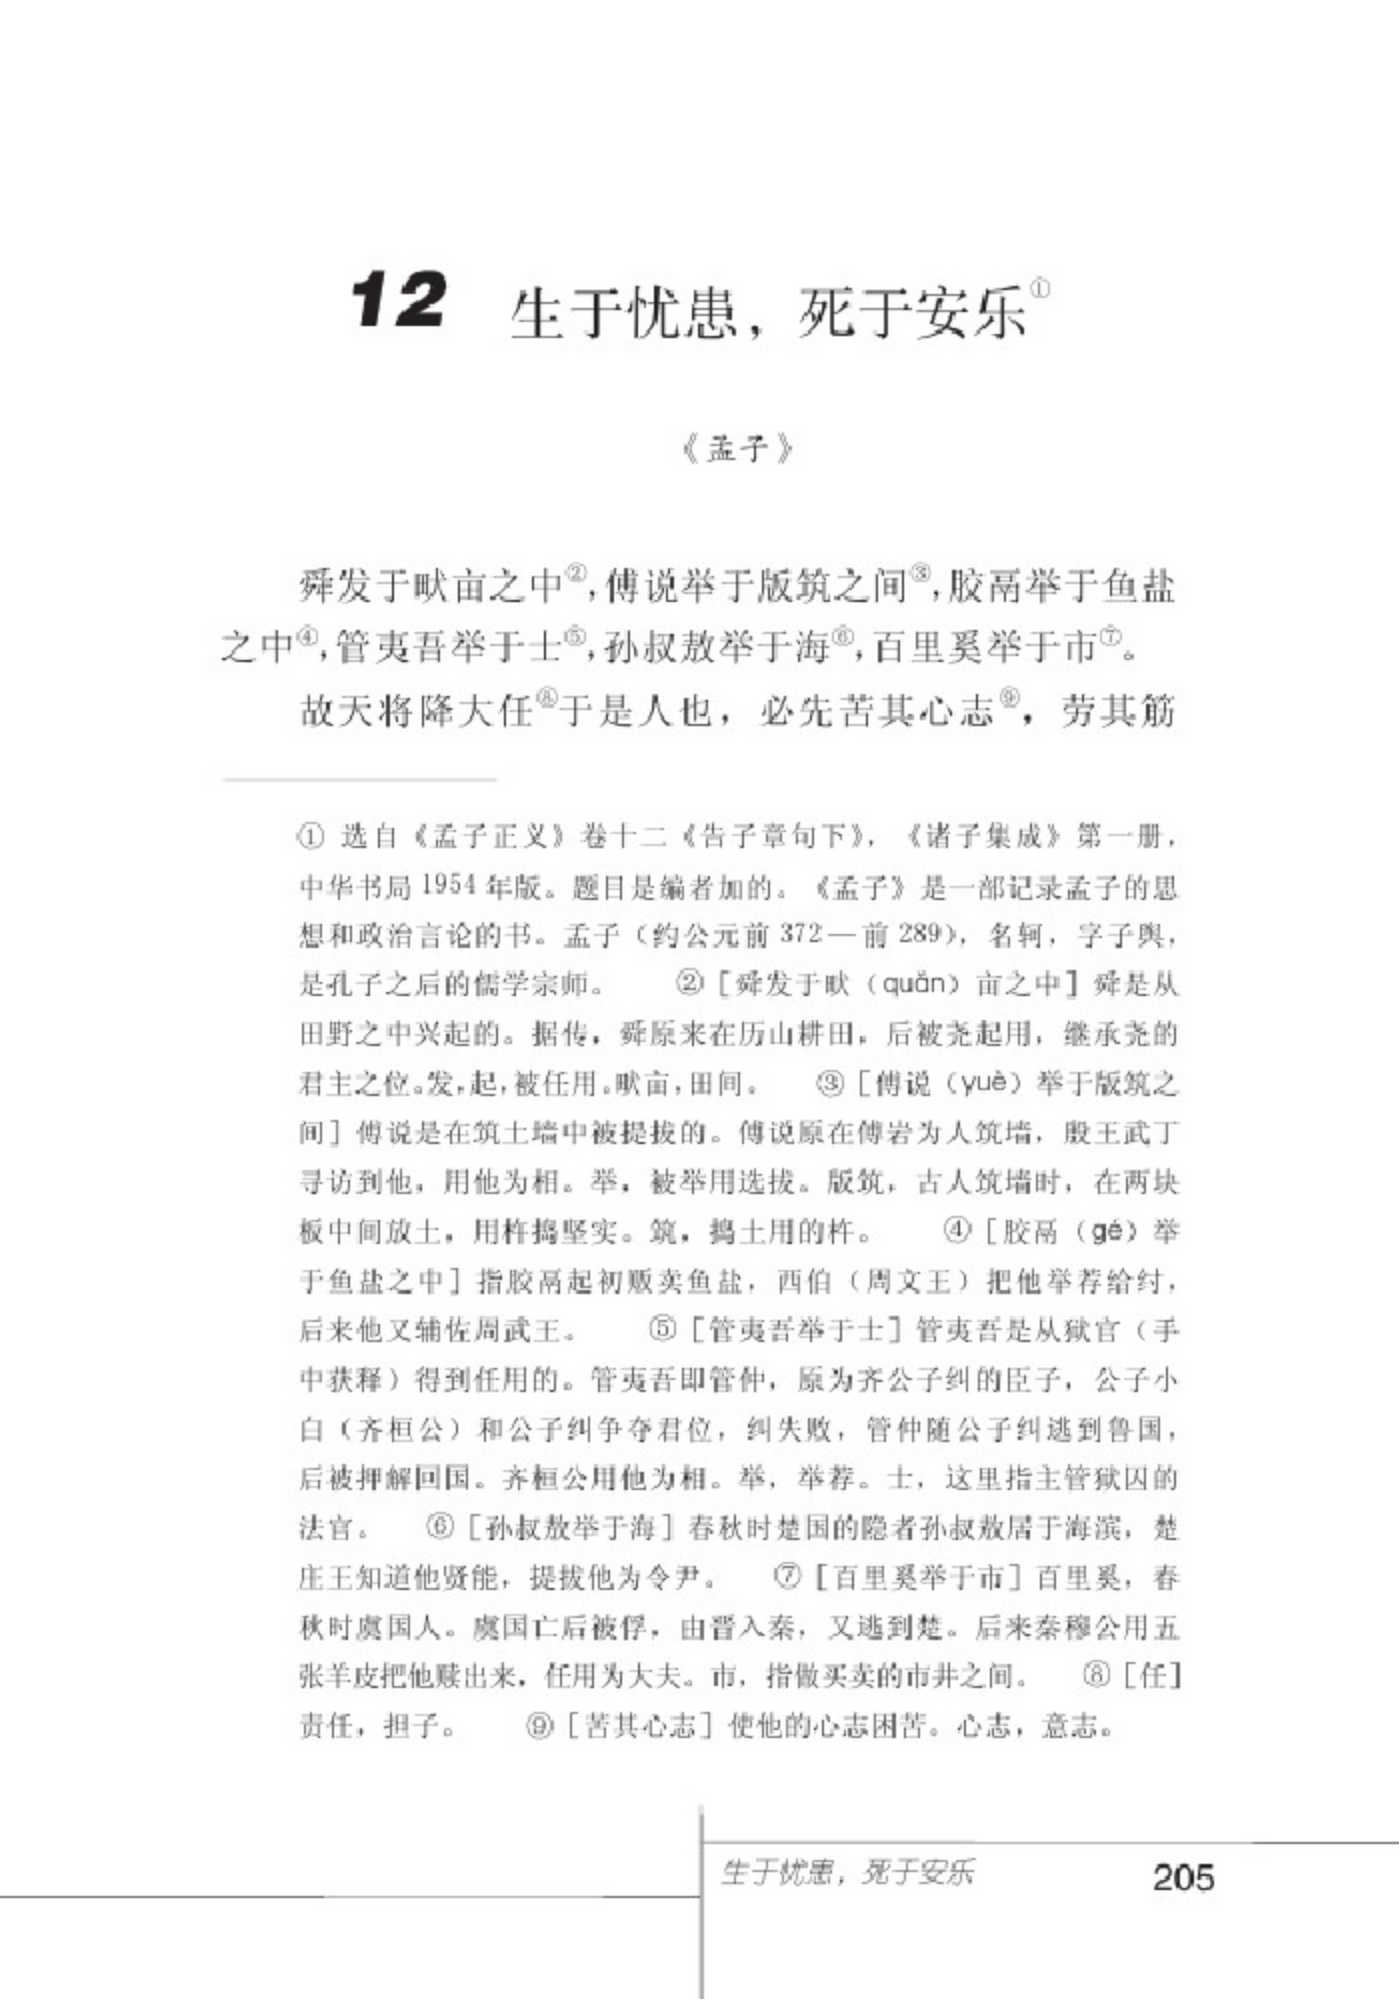 12 生于忧患，死于安乐①
《孟子》
舜发于畎亩之中②，傅说举于版筑之间③，胶鬲举于鱼盐
之中④，管夷吾举于士⑤，孙叔敖举于海⑥，百里奚举于市⑦。
故天将降大任⑧于是人也，必先苦其心志⑨，劳其筋
① 选自《孟子正义》卷十二《告子章句下》，《诸子集成》第一册，
中华书局 1954 年版。题目是编者加的。《孟子》是一部记录孟子的思
想和政治言论的书。孟子（约公元前 372—前 289），名轲，字子舆，
是孔子之后的儒学宗师。 ②［舜发于畎（quǎn）亩之中］舜是从
田野之中兴起的。据传，舜原来在历山耕田，后被尧起用，继承尧的
君主之位。发，起，被任用。畎亩，田间。 ③［傅说（yuè）举于版筑之
间］傅说是在筑土墙中被提拔的。傅说原在傅岩为人筑墙，殷王武丁
寻访到他，用他为相。举，被举用选拔。版筑，古人筑墙时，在两块
板中间放土，用杵捣坚实。筑，捣土用的杵。 ④［胶鬲（gé）举
于鱼盐之中］指胶鬲起初贩卖鱼盐，西伯（周文王）把他举荐给纣，
后来他又辅佐周武王。 ⑤［管夷吾举于士］管夷吾是从狱官（手
中获释）得到任用的。管夷吾即管仲，原为齐公子纠的臣子，公子小
白（齐桓公）和公子纠争夺君位，纠失败，管仲随公子纠逃到鲁国，
后被押解回国。齐桓公用他为相。举，举荐。士，这里指主管狱囚的
法官。 ⑥［孙叔敖举于海］春秋时楚国的隐者孙叔敖居于海滨，楚
庄王知道他贤能，提拔他为令尹。 ⑦［百里奚举于市］百里奚，春
秋时虞国人。虞国亡后被俘，由晋入秦，又逃到楚。后来秦穆公用五
张羊皮把他赎出来，任用为大夫。市，指做买卖的市井之间。 ⑧［任］
责任，担子。 ⑨［苦其心志］使他的心志困苦。心志，意志。
生于忧患，死于安乐 205